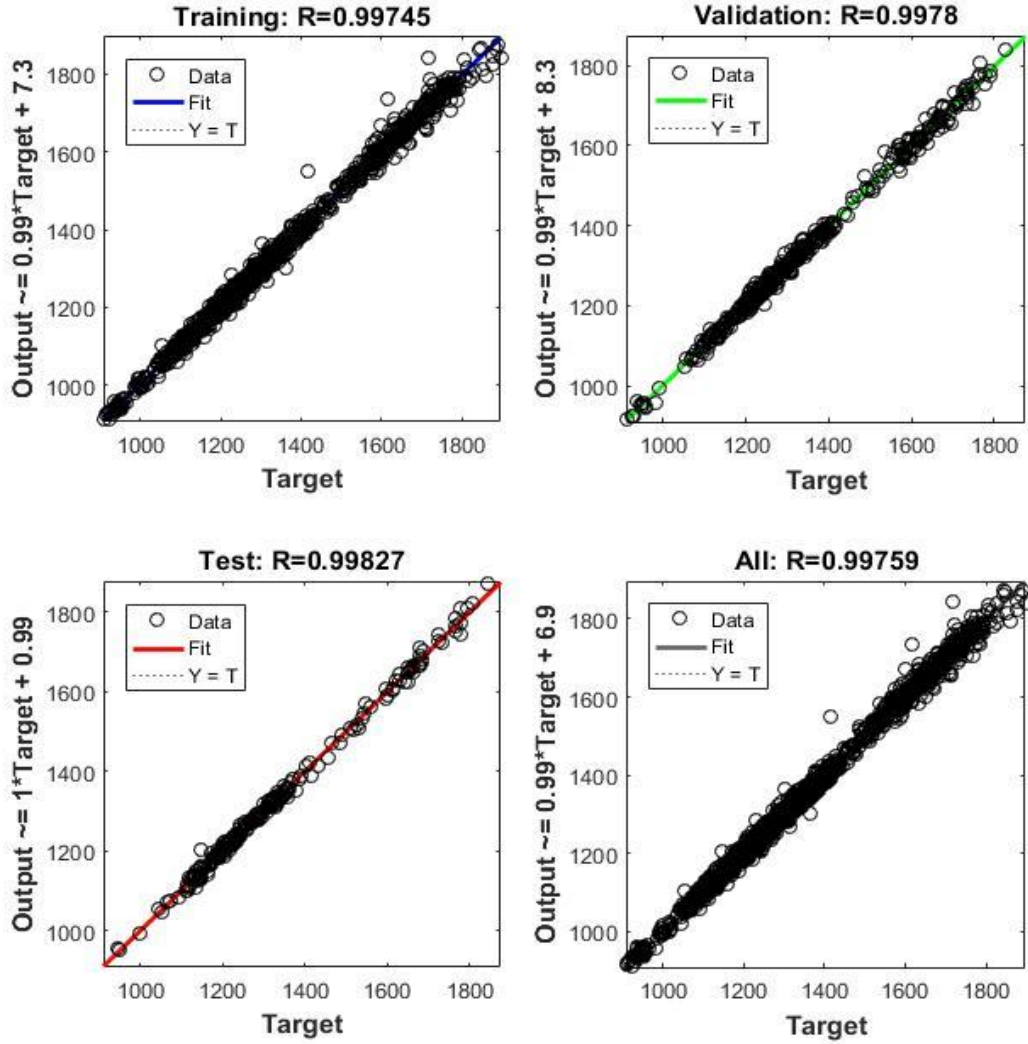 Training: R=0.99745
Output ~= 0.99*Target + 7.3
1800
1600
1400
1200
1000
Data
Fit
Y = T
1000 1200 1400 1600 1800
Target
Validation: R=0.9978
Output ~= 0.99*Target + 8.3
1800
1600
1400
1200
1000
Data
Fit
Y = T
1000 1200 1400 1600 1800
Target
Test: R=0.99827
Output ~= 1*Target + 0.99
1800
1600
1400
1200
1000
Data
Fit
Y = T
1000 1200 1400 1600 1800
Target
All: R=0.99759
Output ~= 0.99*Target + 6.9
1800
1600
1400
1200
1000
Data
Fit
Y = T
1000 1200 1400 1600 1800
Target